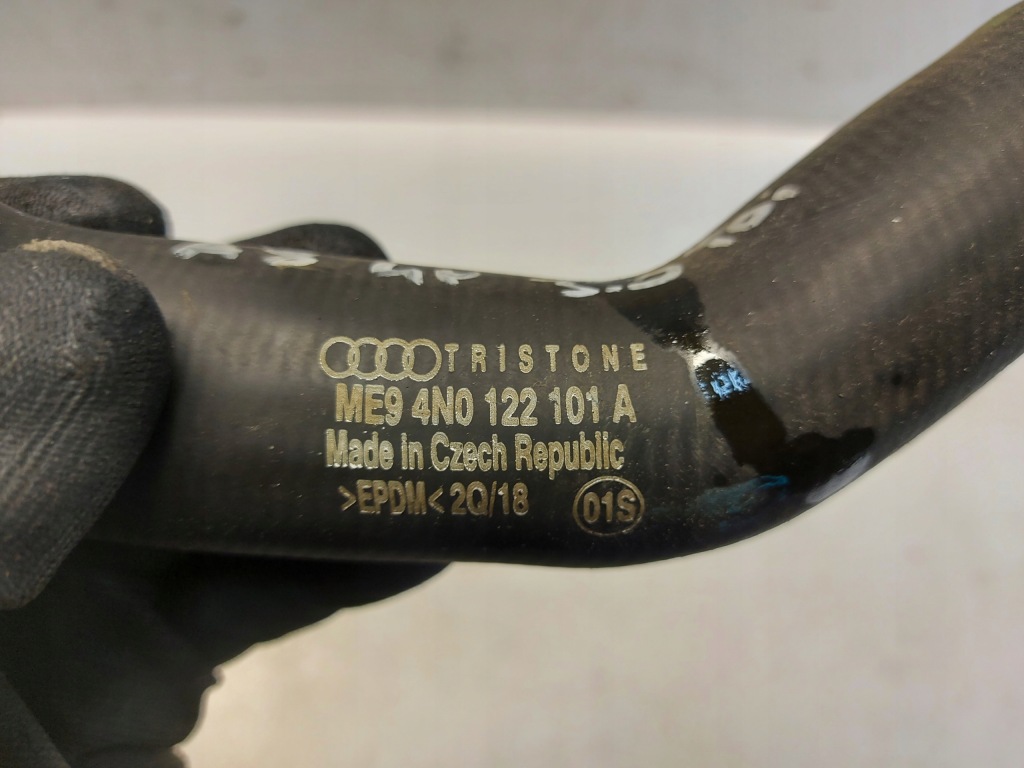 TRISTONE
ME9 4N0 122 101 A
Made in Czech Republic
>EPDM< 2Q/18 01S